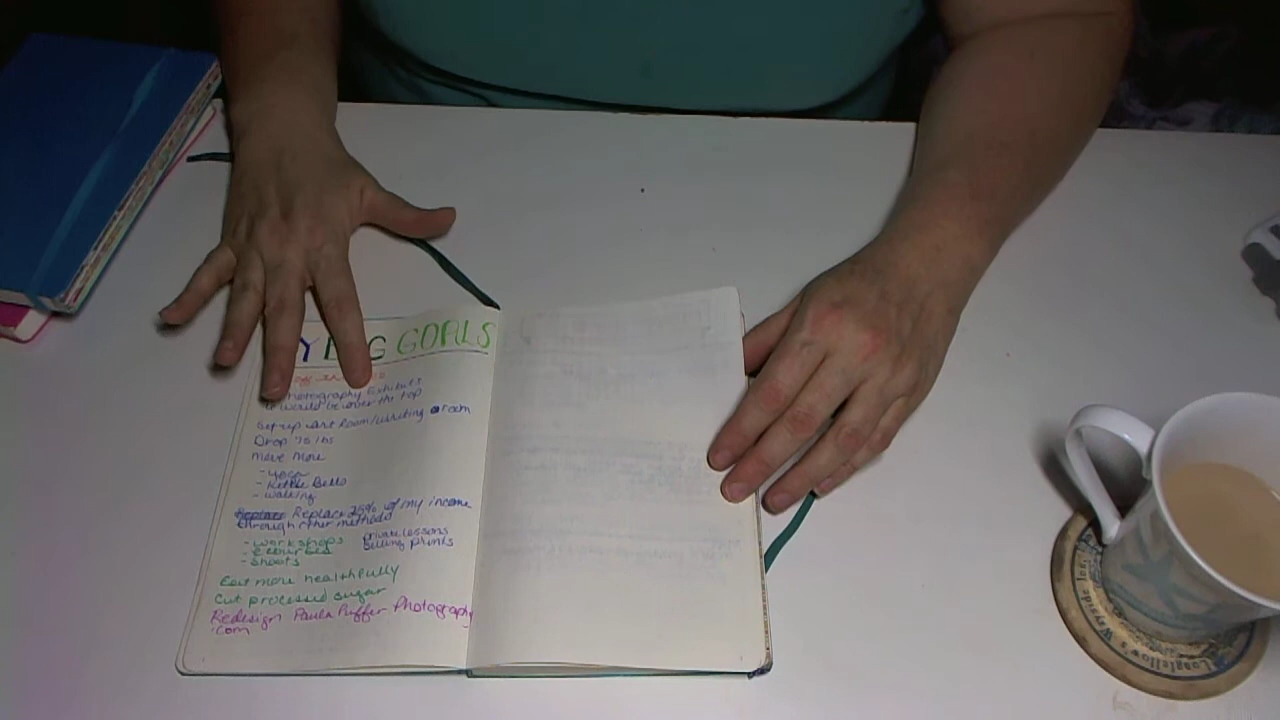 Y BIG GOALS
Photography Exhibits
it would be over the top
Set up Art Room/Writing room
Drop 75 lbs
Move More
- Yoga
- Kettle Bells
- walking
Replace 25% of my income
through other methods
- workshops private lessons
- ecourses selling prints
- shoots
Eat more healthfully
Cut processed sugar
Redesign Paula Puffer Photography
.com
Longfellow's Wayside Inn